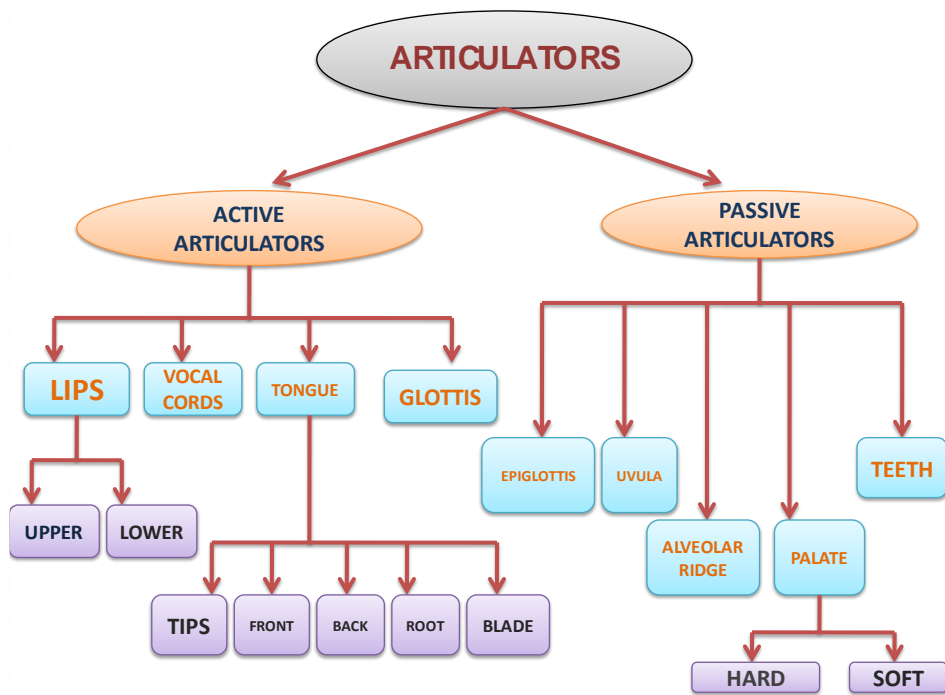 ARTICULATORS
ACTIVE
ARTICULATORS
PASSIVE
ARTICULATORS
LIPS
VOCAL
CORDS
TONGUE
GLOTTIS
EPIGLOTTIS
UVULA
ALVEOLAR
RIDGE
PALATE
TEETH
UPPER
LOWER
TIPS
FRONT
BACK
ROOT
BLADE
HARD
SOFT